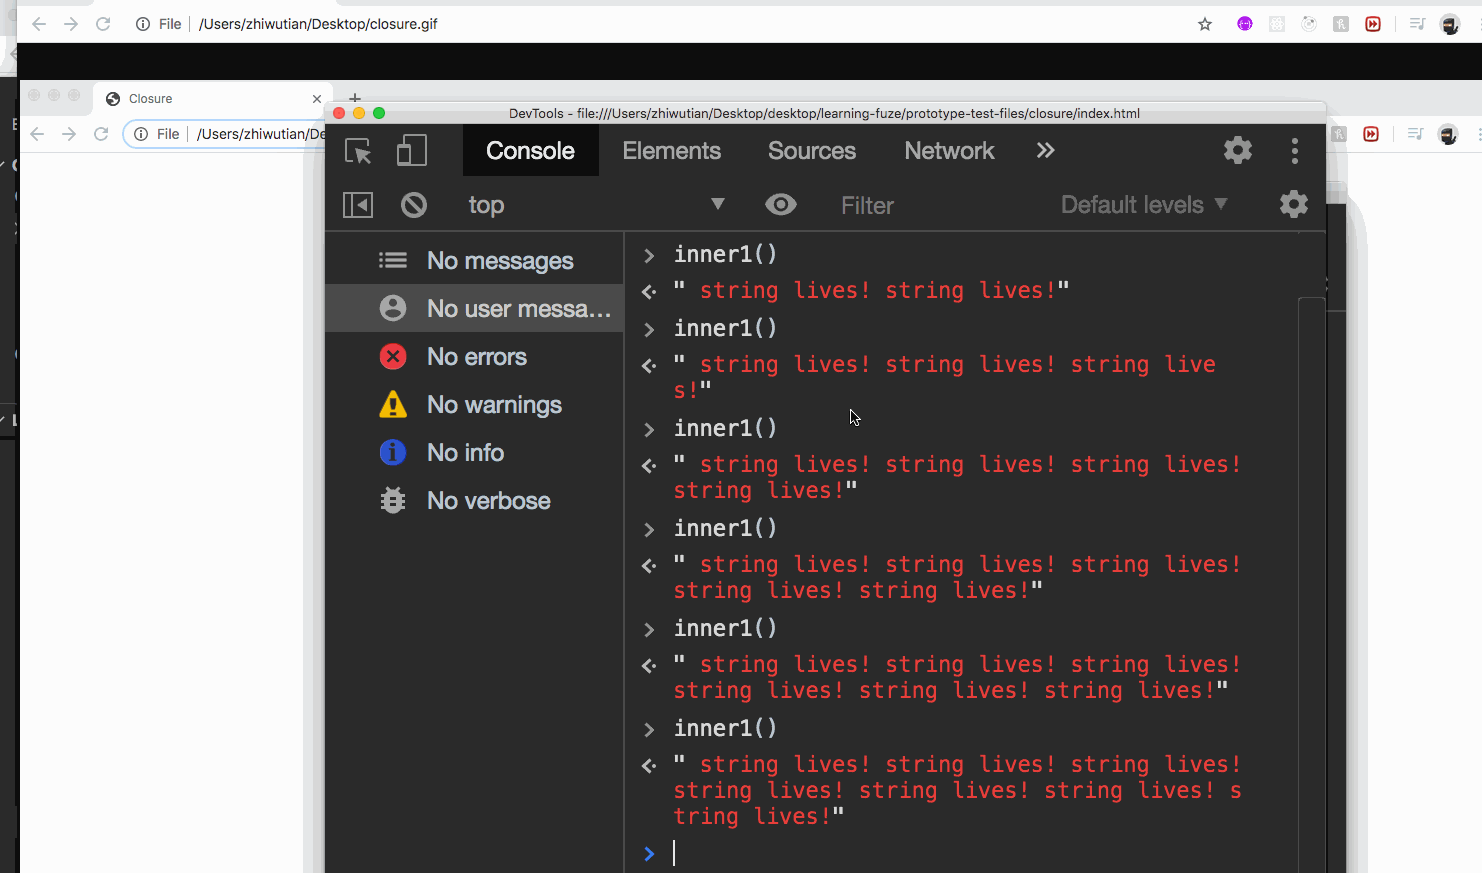 File /Users/zhiwutian/Desktop/closure.gif
Closure
File /Users/zhiwutian/De
DevTools - file:///Users/zhiwutian/Desktop/desktop/learning-fuze/prototype-test-files/closure/index.html
Console Elements Sources Network »
top Filter Default levels
No messages
No user messa...
No errors
No warnings
No info
No verbose
> inner1()
" string lives! string lives!"
> inner1()
" string lives! string lives! string live
s!"
> inner1()
" string lives! string lives! string lives!
string lives!"
> inner1()
" string lives! string lives! string lives!
string lives! string lives!"
> inner1()
" string lives! string lives! string lives!
string lives! string lives! string lives!"
> inner1()
" string lives! string lives! string lives!
string lives! string lives! string lives! s
tring lives!"
>